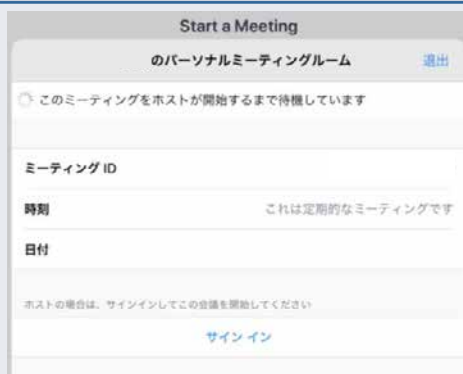 Start a Meeting
のパーソナルミーティングルーム 退出
このミーティングをホストが開始するまで待機しています
ミーティング ID
時刻 これは定期的なミーティングです
日付
ホストの場合は、サインインしてこの会議を開始してください
サイン イン